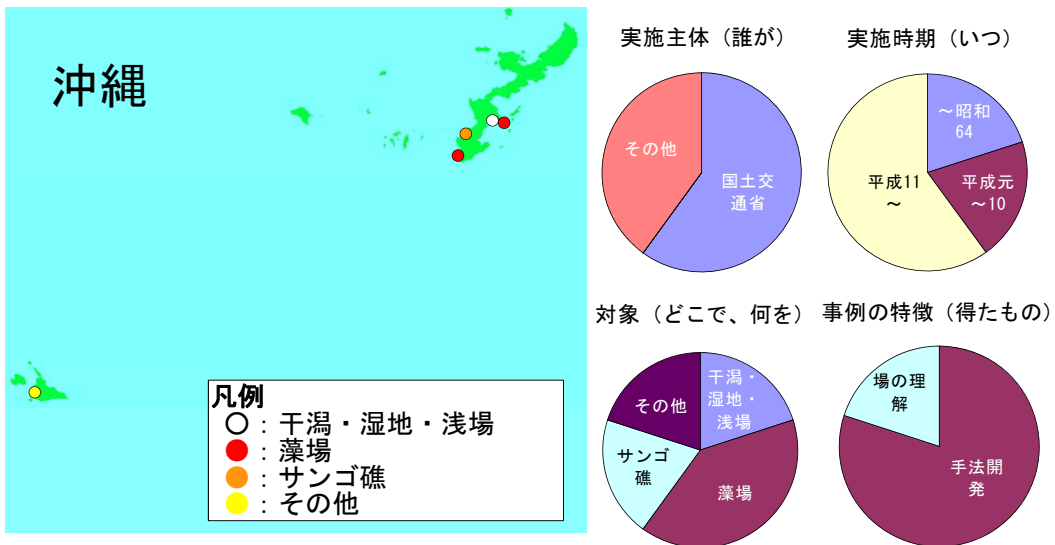 沖縄
凡例
：干潟・湿地・浅場
：藻場
：サンゴ礁
：その他
実施主体（誰が）
その他
国土交
通省
実施時期（いつ）
～昭和
64
平成元
～10
平成11
～
対象（どこで、何を）
干潟・
湿地・
浅場
その他
サンゴ
礁
藻場
事例の特徴（得たもの）
場の理
解
手法開
発